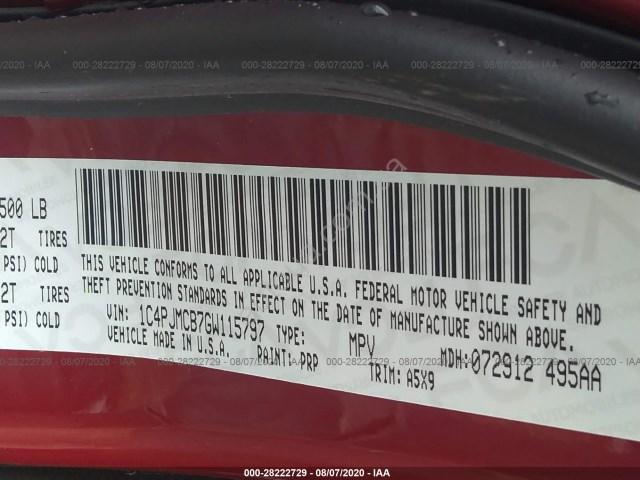 000-28222729 - 08/07/2020 - IAA
500 LB
2T TIRES
PSI) COLD
2T TIRES
PSI) COLD
THIS VEHICLE CONFORMS TO ALL APPLICABLE U.S.A. FEDERAL MOTOR VEHICLE SAFETY AND
THEFT PREVENTION STANDARDS IN EFFECT ON THE DATE OF MANUFACTURE SHOWN ABOVE.
VIN: 1C4PJMCB7GW115797 TYPE: MPV MDH: 072912 495AA
VEHICLE MADE IN U.S.A. PAINT: PRP TRIM: A5X9
000-28222729 - 08/07/2020 - IAA